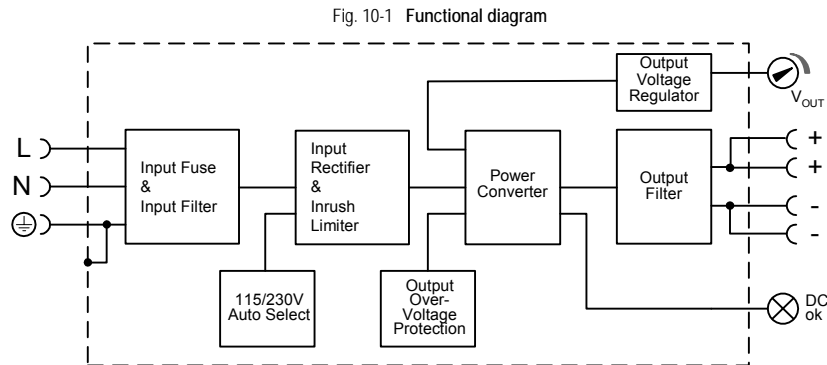 Fig. 10-1 Functional diagram
Output
Voltage
Regulator
VOUT
L
N
Input Fuse
&
Input Filter
Input
Rectifier
&
Inrush
Limiter
Power
Converter
Output
Filter
+
+
-
-
115/230V
Auto Select
Output
Over-
Voltage
Protection
DC
ok